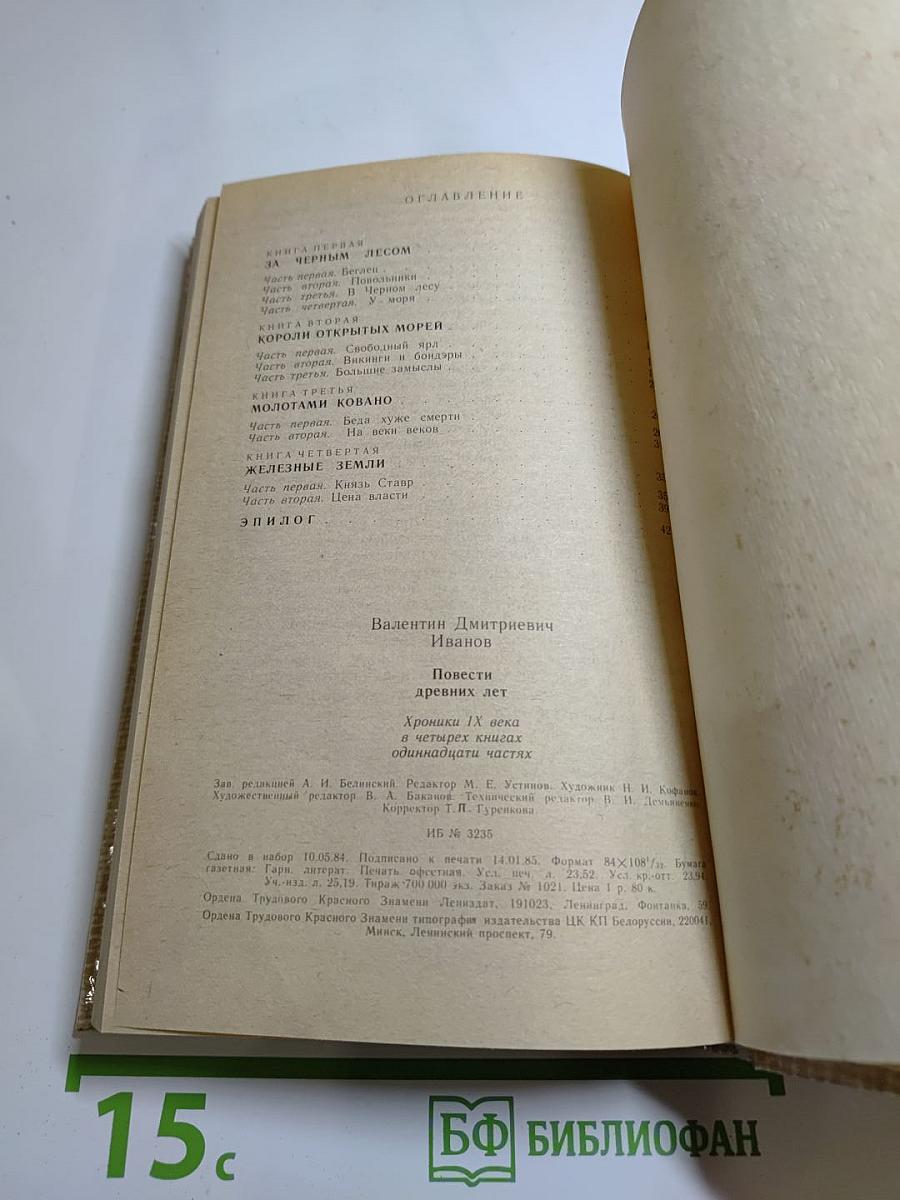 ОГЛАВЛЕНИЕ
КНИГА ПЕРВАЯ
ЗА ЧЕРНЫМ ЛЕСОМ
Часть первая. Беглец
Часть вторая. Повольники
Часть третья. В Черном лесу
Часть четвертая. У моря
КНИГА ВТОРАЯ
КОРОЛИ ОТКРЫТЫХ МОРЕЙ
Часть первая. Свободный ярл
Часть вторая. Викинги и бондэры
Часть третья. Большие замыслы
КНИГА ТРЕТЬЯ
МОЛОТАМИ КОВАНО
Часть первая. Беда хуже смерти
Часть вторая. На веки веков
КНИГА ЧЕТВЕРТАЯ
ЖЕЛЕЗНЫЕ ЗЕМЛИ
Часть первая. Князь Ставр
Часть вторая. Цена власти
ЭПИЛОГ
Валентин Дмитриевич
Иванов
Повести
древних лет
Хроники IX века
в четырех книгах
одиннадцати частях
Зав. редакцией А. И. Белинский. Редактор М. Е. Устинов. Художник Н. И. Кофанов.
Художественный редактор В. А. Баканов. Технический редактор В. И. Демьяненко.
Корректор Т. П. Гуренкова.
ИБ № 3235
Сдано в набор 10.05.84. Подписано к печати 14.01.85. Формат 84×108¹/₃₂. Бумага
газетная. Гарн. литерат. Печать офсетная. Усл. печ. л. 23,52. Усл. кр.-отт. 23,94.
Уч.-изд. л. 25,19. Тираж 700 000 экз. Заказ № 1021. Цена 1 р. 80 к.
Ордена Трудового Красного Знамени Лениздат, 191023, Ленинград, Фонтанка, 59
Ордена Трудового Красного Знамени типография издательства ЦК КП Белоруссии, 220041,
Минск, Ленинский проспект, 79.
15 с
БФ БИБЛИОФАН